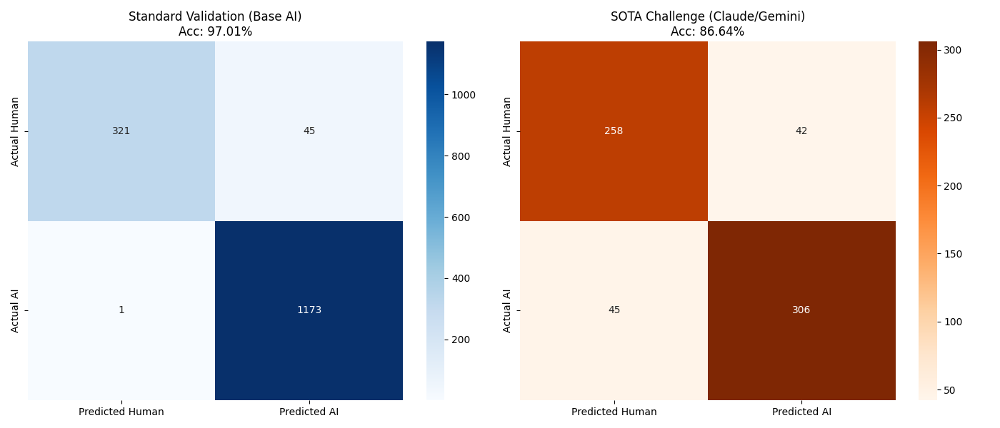 Standard Validation (Base AI)
Acc: 97.01%
Actual Human
Actual AI
321
45
1
1173
Predicted Human
Predicted AI
1000
800
600
400
200
SOTA Challenge (Claude/Gemini)
Acc: 86.64%
Actual Human
Actual AI
258
42
45
306
Predicted Human
Predicted AI
300
250
200
150
100
50